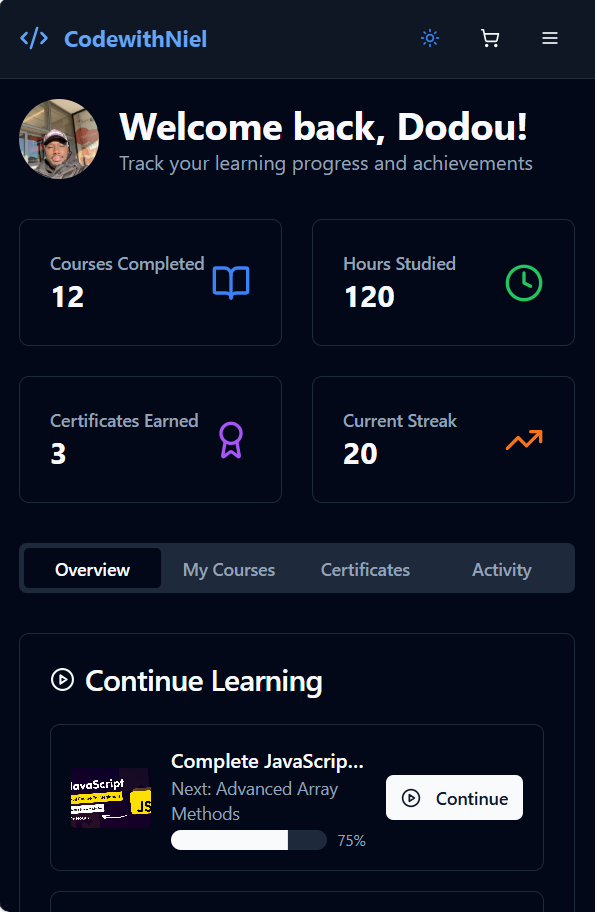 CodewithNiel
Welcome back, Dodou!
Track your learning progress and achievements
Courses Completed
12
Hours Studied
120
Certificates Earned
3
Current Streak
20
Overview
My Courses
Certificates
Activity
Continue Learning
JavaScript
JS
Complete JavaScrip...
Next: Advanced Array
Methods
75%
Continue